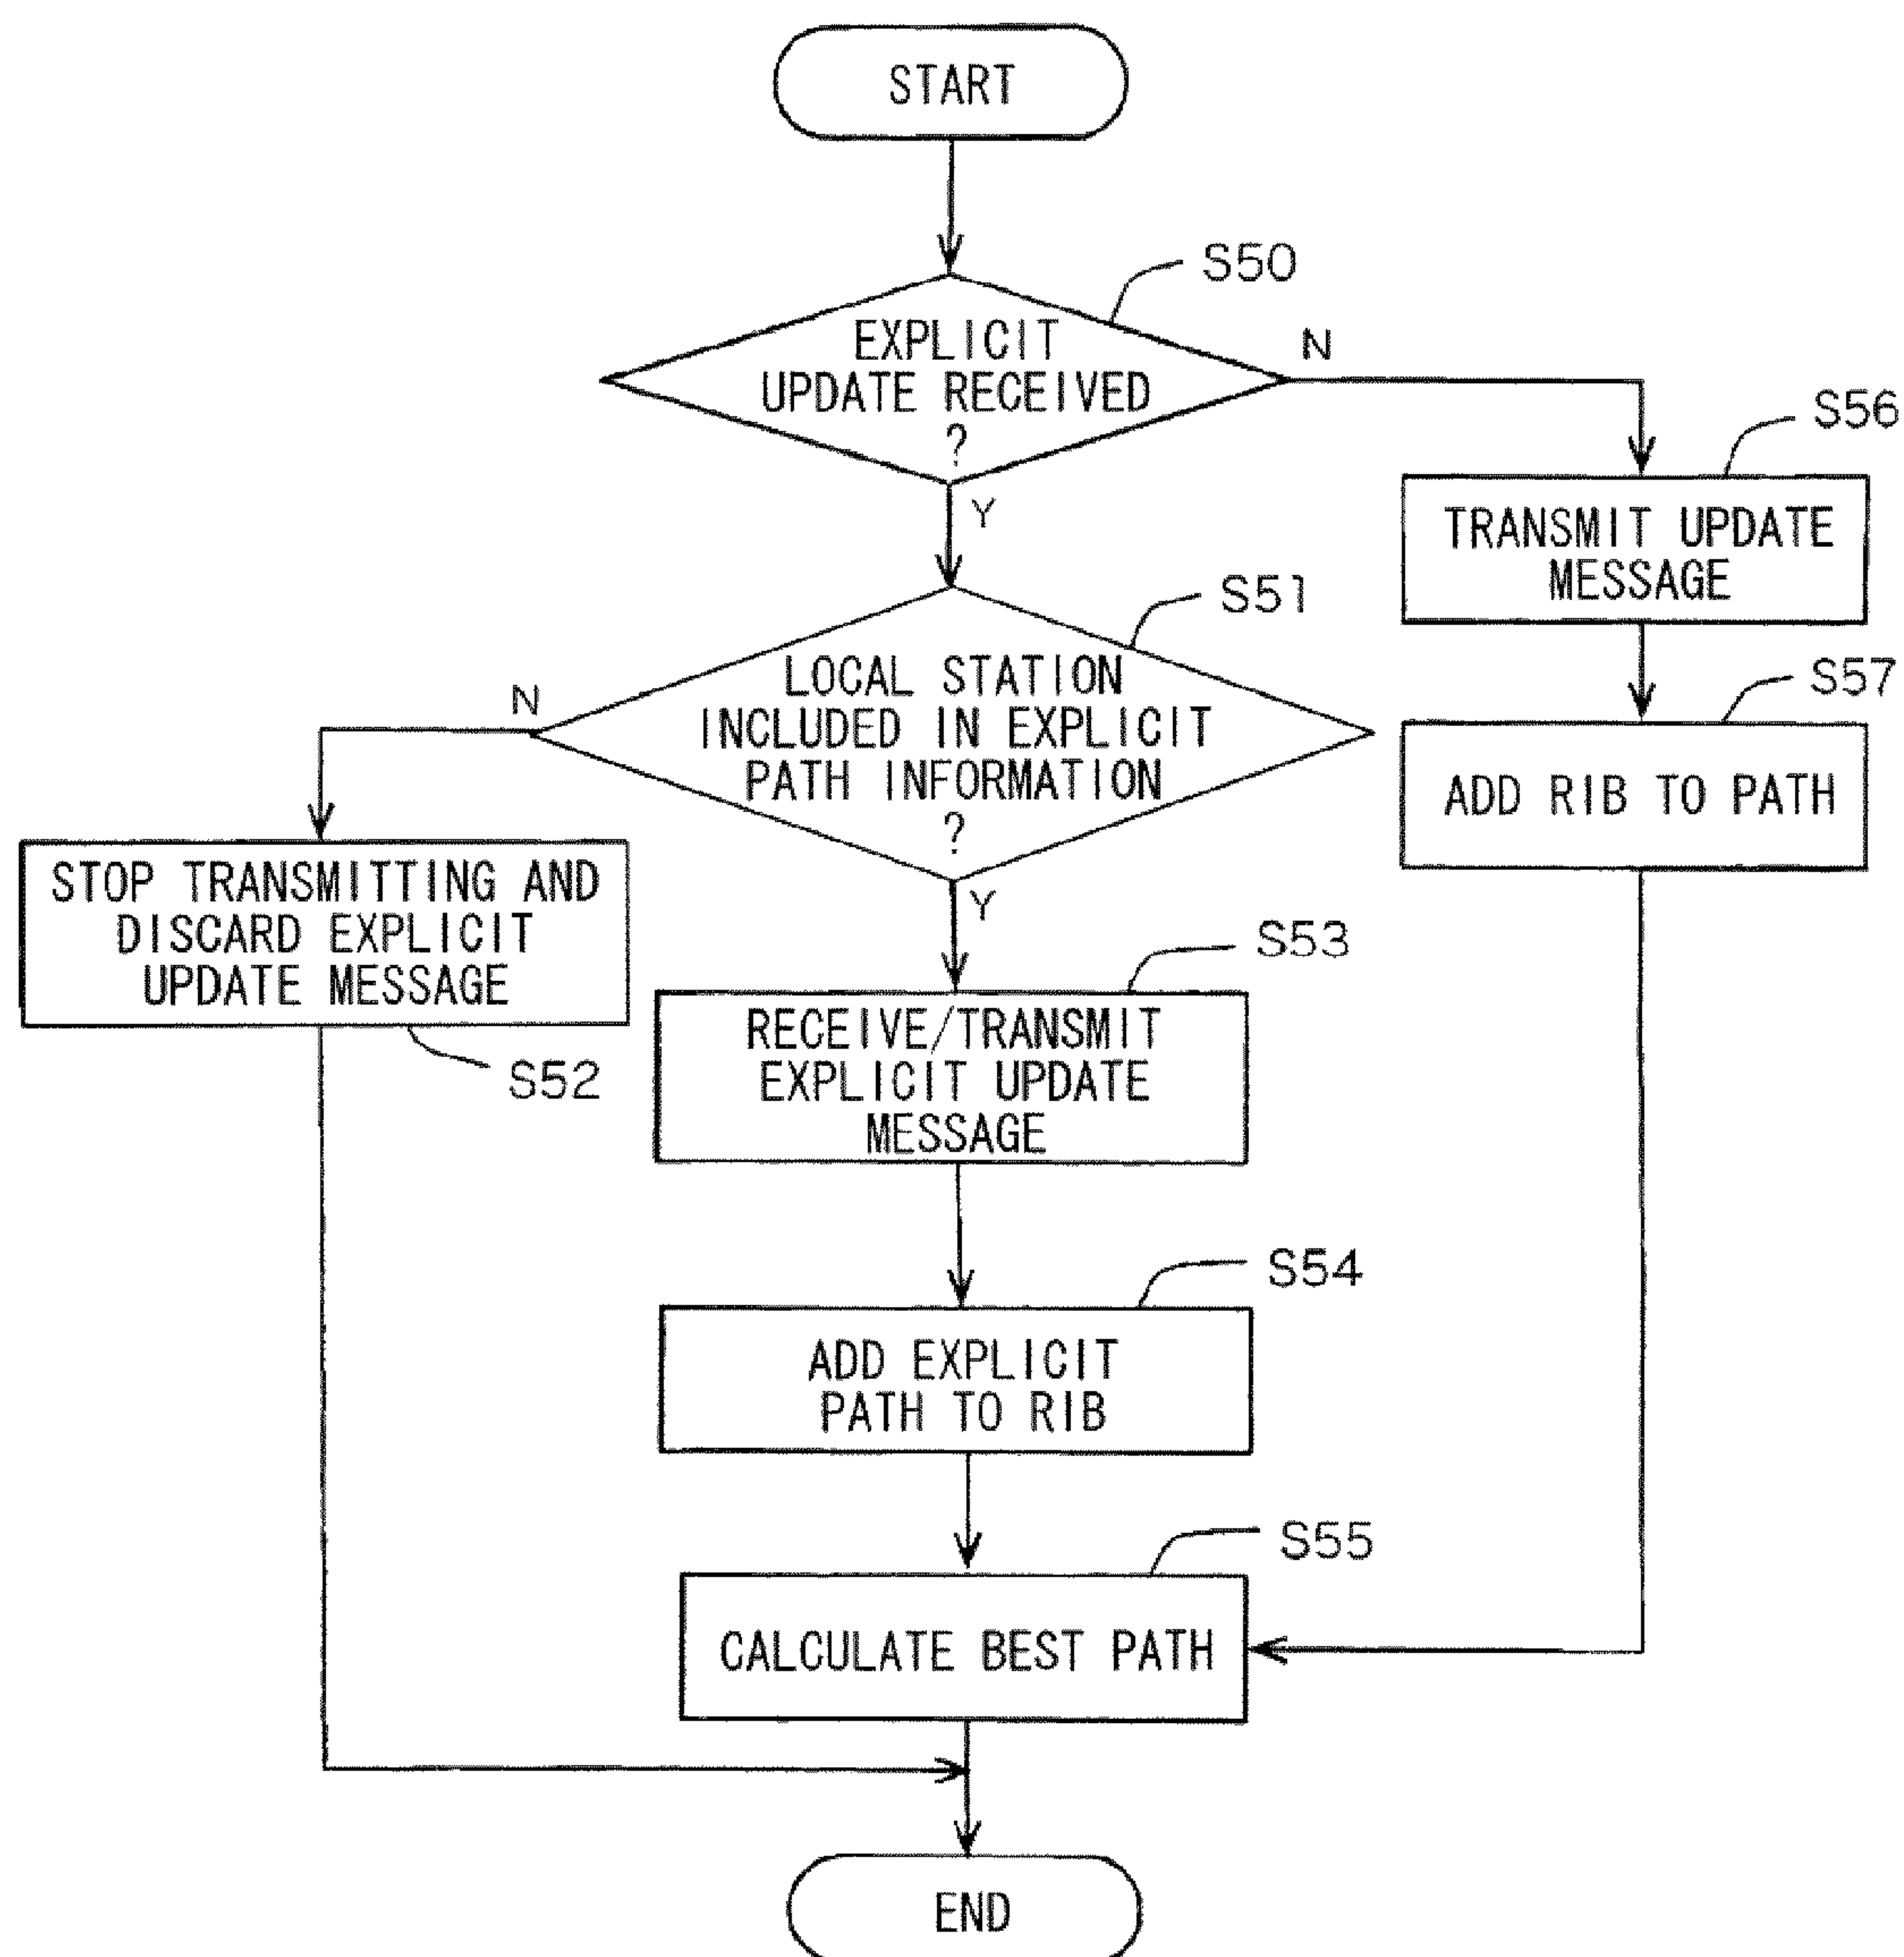 START
S50
EXPLICIT
UPDATE RECEIVED
?
N
Y
S56
TRANSMIT UPDATE
MESSAGE
S51
LOCAL STATION
INCLUDED IN EXPLICIT
PATH INFORMATION
?
N
Y
S57
ADD RIB TO PATH
STOP TRANSMITTING AND
DISCARD EXPLICIT
UPDATE MESSAGE
S52
S53
RECEIVE/TRANSMIT
EXPLICIT UPDATE
MESSAGE
S54
ADD EXPLICIT
PATH TO RIB
S55
CALCULATE BEST PATH
END